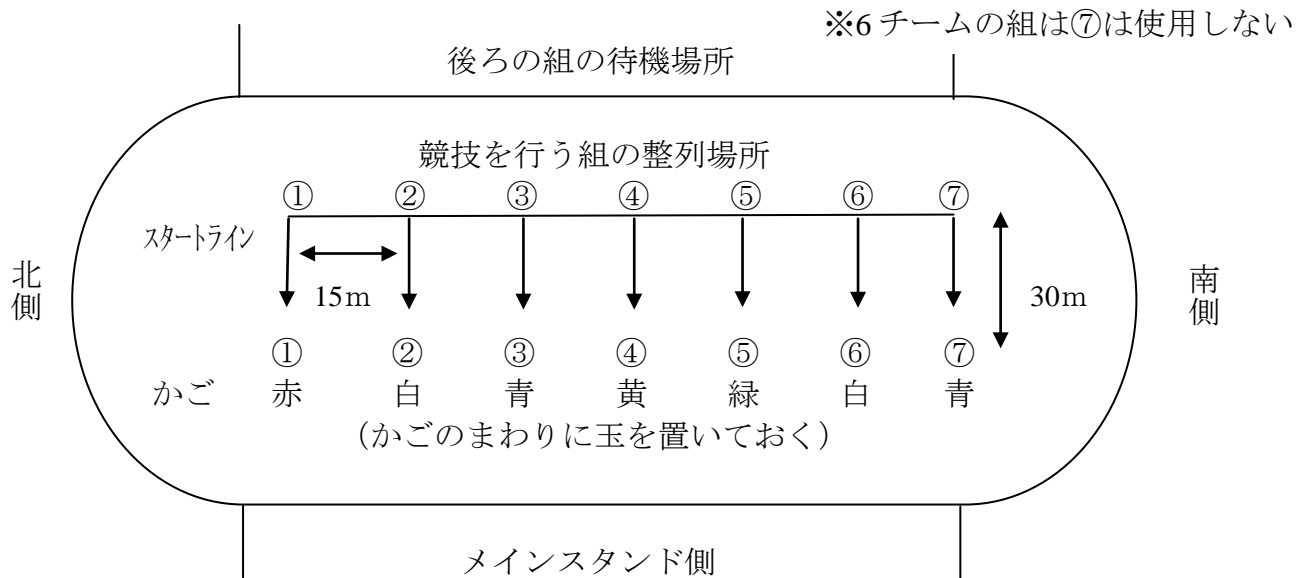 ※6 チームの組は⑦は使用しない
後ろの組の待機場所
競技を行う組の整列場所
① ② ③ ④ ⑤ ⑥ ⑦
スタートライン
北側
15m
30m
南側
① ② ③ ④ ⑤ ⑥ ⑦
かご 赤 白 青 黄 緑 白 青
(かごのまわりに玉を置いておく)
メインスタンド側